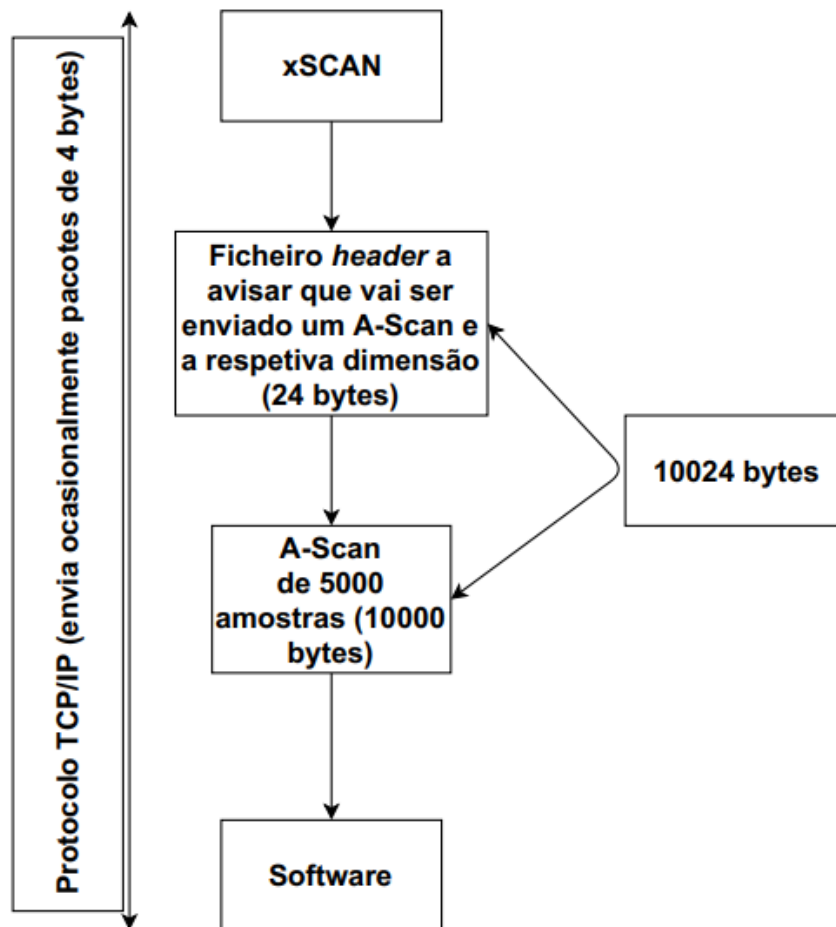 Protocolo TCP/IP (envia ocasionalmente pacotes de 4 bytes)
xSCAN
Ficheiro header a
avisar que vai ser
enviado um A-Scan e
a respetiva dimensão
(24 bytes)
10024 bytes
A-Scan
de 5000
amostras (10000
bytes)
Software